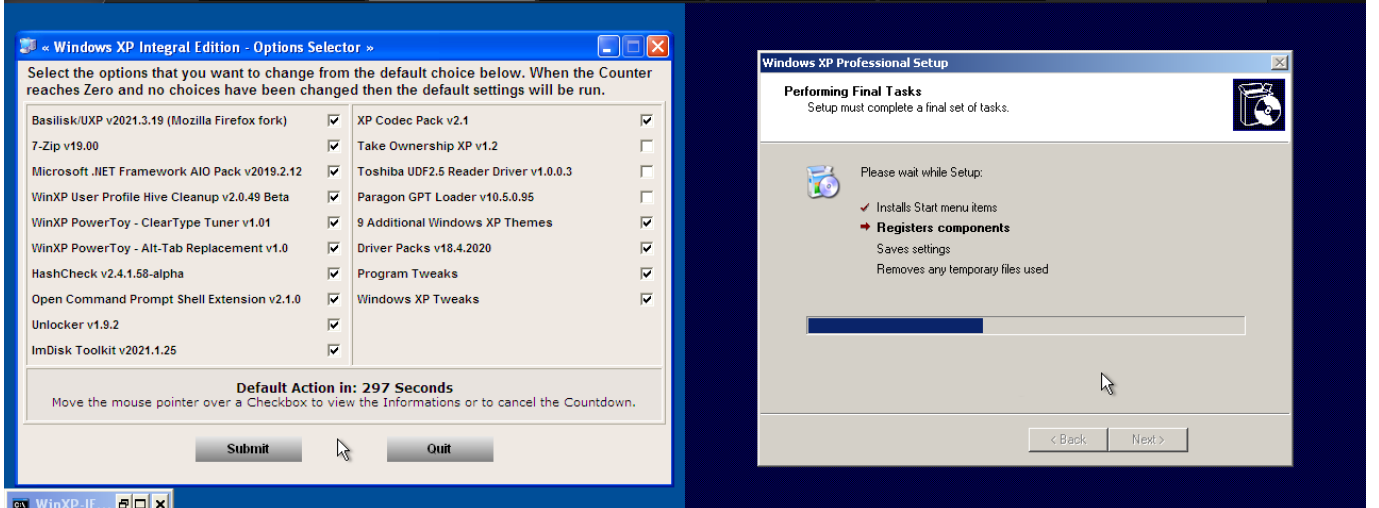 « Windows XP Integral Edition - Options Selector »
Select the options that you want to change from the default choice below. When the Counter
reaches Zero and no choices have been changed then the default settings will be run.
Basilisk/UXP v2021.3.19 (Mozilla Firefox fork)
7-Zip v19.00
Microsoft .NET Framework AIO Pack v2019.2.12
WinXP User Profile Hive Cleanup v2.0.49 Beta
WinXP PowerToy - ClearType Tuner v1.01
WinXP PowerToy - Alt-Tab Replacement v1.0
HashCheck v2.4.1.58-alpha
Open Command Prompt Shell Extension v2.1.0
Unlocker v1.9.2
ImDisk Toolkit v2021.1.25
XP Codec Pack v2.1
Take Ownership XP v1.2
Toshiba UDF2.5 Reader Driver v1.0.0.3
Paragon GPT Loader v10.5.0.95
9 Additional Windows XP Themes
Driver Packs v18.4.2020
Program Tweaks
Windows XP Tweaks
Default Action in: 297 Seconds
Move the mouse pointer over a Checkbox to view the Informations or to cancel the Countdown.
Submit
Quit
WinXP-IE...
Windows XP Professional Setup
Performing Final Tasks
Setup must complete a final set of tasks.
Please wait while Setup:
Installs Start menu items
Registers components
Saves settings
Removes any temporary files used
< Back
Next >